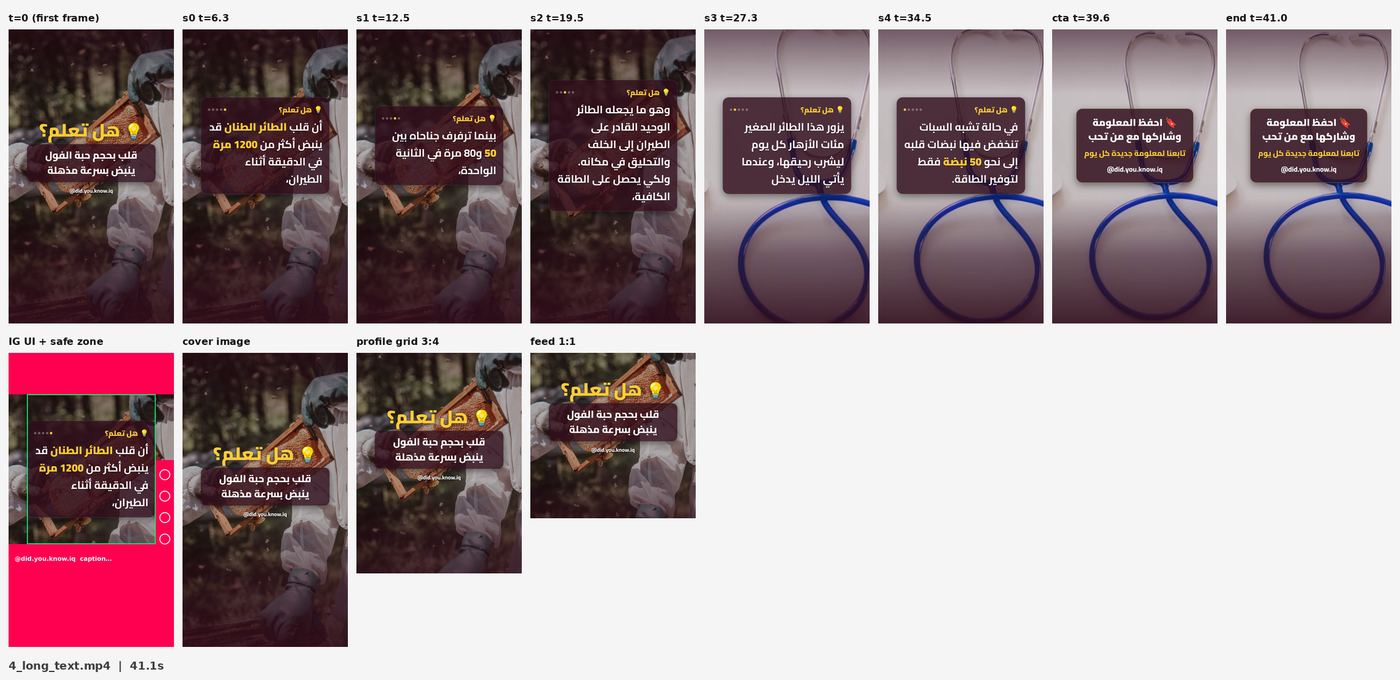 t=0 (first frame)
💡 هل تعلم؟
قلب بحجم حبة الفول
ينبض بسرعة مذهلة
@did.you.know.iq
s0 t=6.3
💡 هل تعلم؟
أن قلب الطائر الطنان قد
ينبض أكثر من 1200 مرة
في الدقيقة أثناء
الطيران،
s1 t=12.5
💡 هل تعلم؟
بينما ترفرف جناحاه بين
50 و80 مرة في الثانية
الواحدة،
s2 t=19.5
💡 هل تعلم؟
وهو ما يجعله الطائر
الوحيد القادر على
الطيران إلى الخلف
والتحليق في مكانه.
ولكي يحصل على الطاقة
الكافية،
s3 t=27.3
💡 هل تعلم؟
يزور هذا الطائر الصغير
مئات الأزهار كل يوم
ليشرب رحيقها، وعندما
يأتي الليل يدخل
s4 t=34.5
💡 هل تعلم؟
في حالة تشبه السبات
تنخفض فيها نبضات قلبه
إلى نحو 50 نبضة فقط
لتوفير الطاقة.
cta t=39.6
🔖 احفظ المعلومة
وشاركها مع من تحب
تابعنا لمعلومة جديدة كل يوم
@did.you.know.iq
end t=41.0
🔖 احفظ المعلومة
وشاركها مع من تحب
تابعنا لمعلومة جديدة كل يوم
@did.you.know.iq
IG UI + safe zone
💡 هل تعلم؟
أن قلب الطائر الطنان قد
ينبض أكثر من 1200 مرة
في الدقيقة أثناء
الطيران،
@did.you.know.iq caption...
cover image
💡 هل تعلم؟
قلب بحجم حبة الفول
ينبض بسرعة مذهلة
@did.you.know.iq
profile grid 3:4
💡 هل تعلم؟
قلب بحجم حبة الفول
ينبض بسرعة مذهلة
@did.you.know.iq
feed 1:1
💡 هل تعلم؟
قلب بحجم حبة الفول
ينبض بسرعة مذهلة
@did.you.know.iq
4_long_text.mp4 | 41.1s